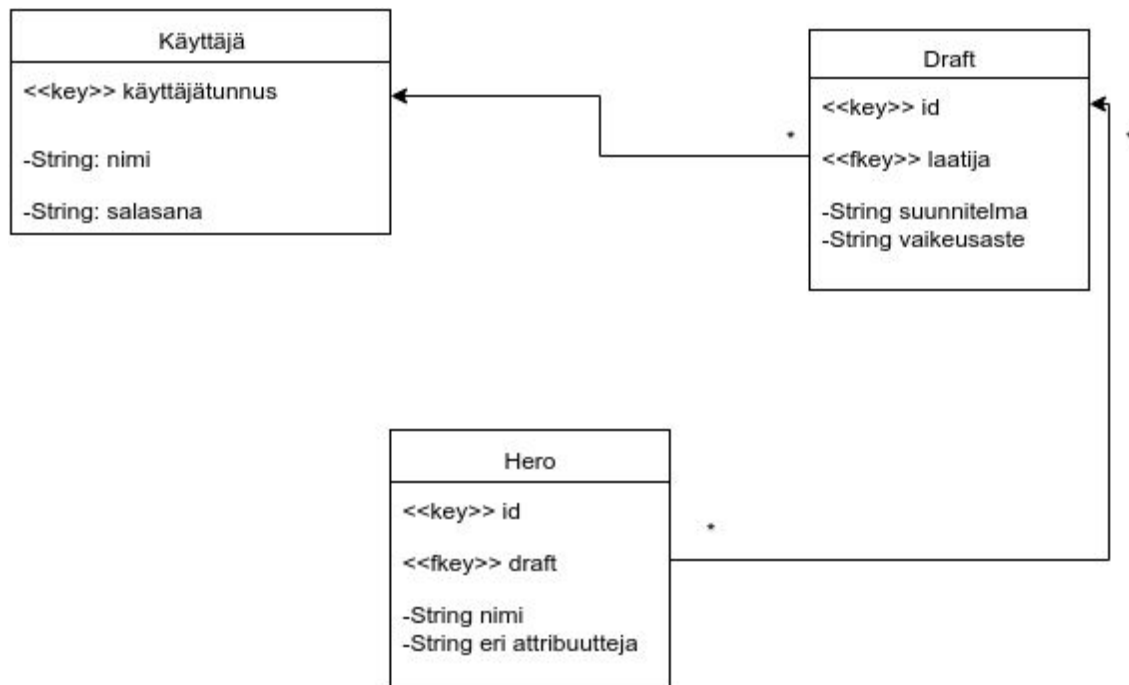 Käyttäjä
<<key>> käyttäjätunnus
-String: nimi
-String: salasana
Draft
<<key>> id
<<fkey>> laatija
-String suunnitelma
-String vaikeusaste
*
*
Hero
<<key>> id
<<fkey>> draft
-String nimi
-String eri attribuutteja
*